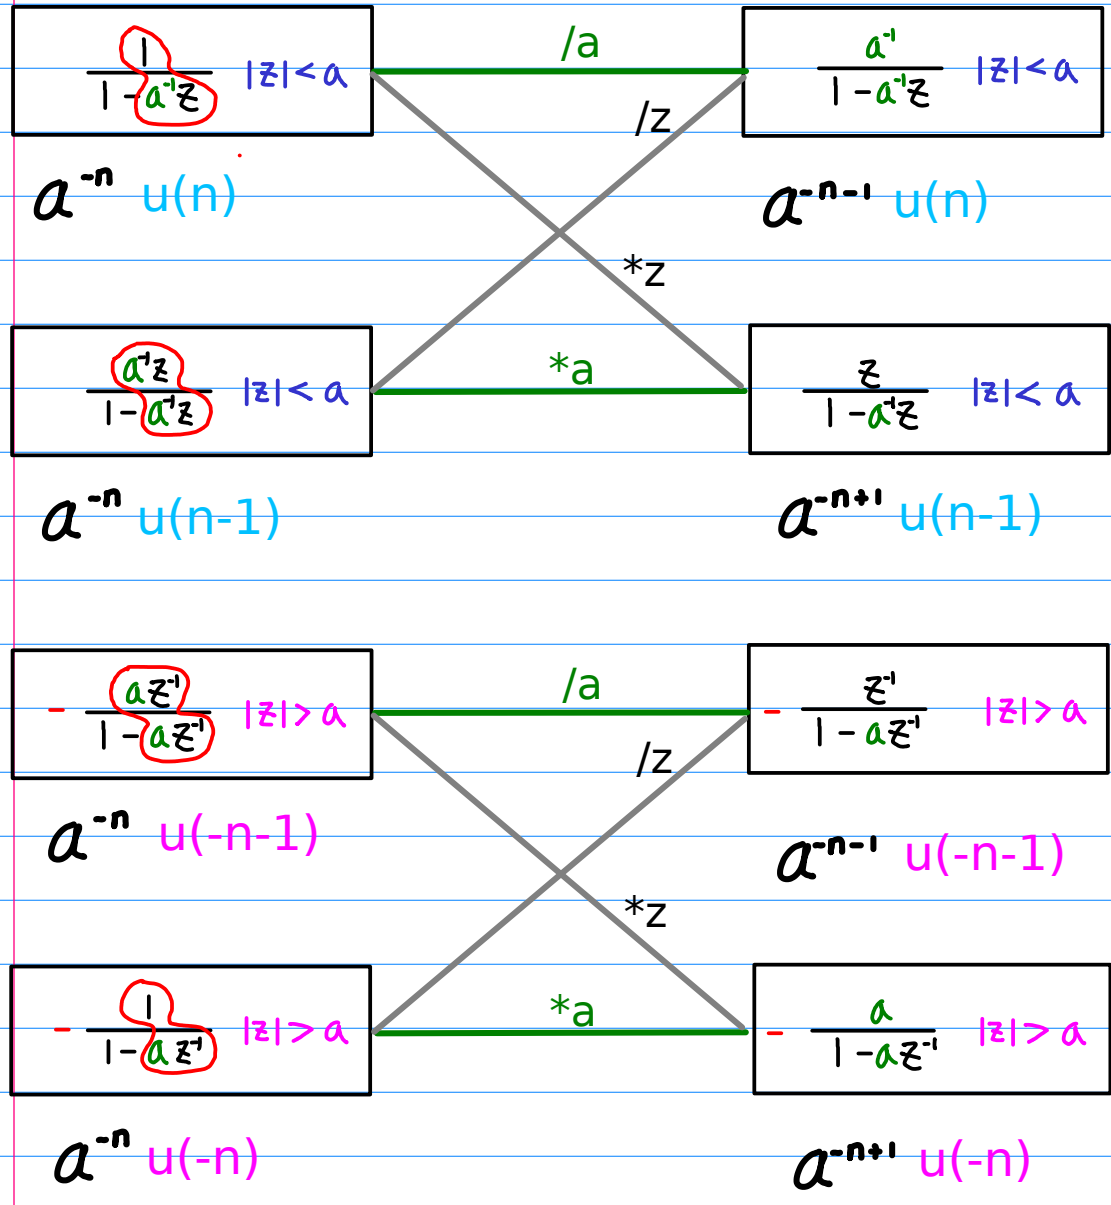 1 / (1 - a⁻¹z)   |z| < a   /a   a⁻¹ / (1 - a⁻¹z)   |z| < a
/z
a⁻ⁿ u(n)   a⁻ⁿ⁻¹ u(n)
*z
a⁻¹z / (1 - a⁻¹z)   |z| < a   *a   z / (1 - a⁻¹z)   |z| < a
a⁻ⁿ u(n-1)   a⁻ⁿ⁺¹ u(n-1)
- az⁻¹ / (1 - az⁻¹)   |z| > a   /a   - z⁻¹ / (1 - az⁻¹)   |z| > a
/z
a⁻ⁿ u(-n-1)   a⁻ⁿ⁻¹ u(-n-1)
*z
- 1 / (1 - az⁻¹)   |z| > a   *a   - a / (1 - az⁻¹)   |z| > a
a⁻ⁿ u(-n)   a⁻ⁿ⁺¹ u(-n)